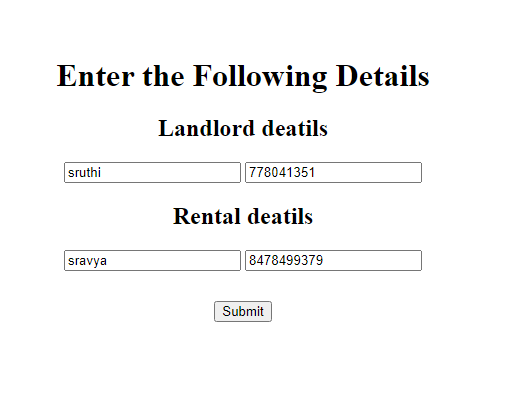 Enter the Following Details
Landlord deatils
sruthi 778041351
Rental deatils
sravya 8478499379
Submit